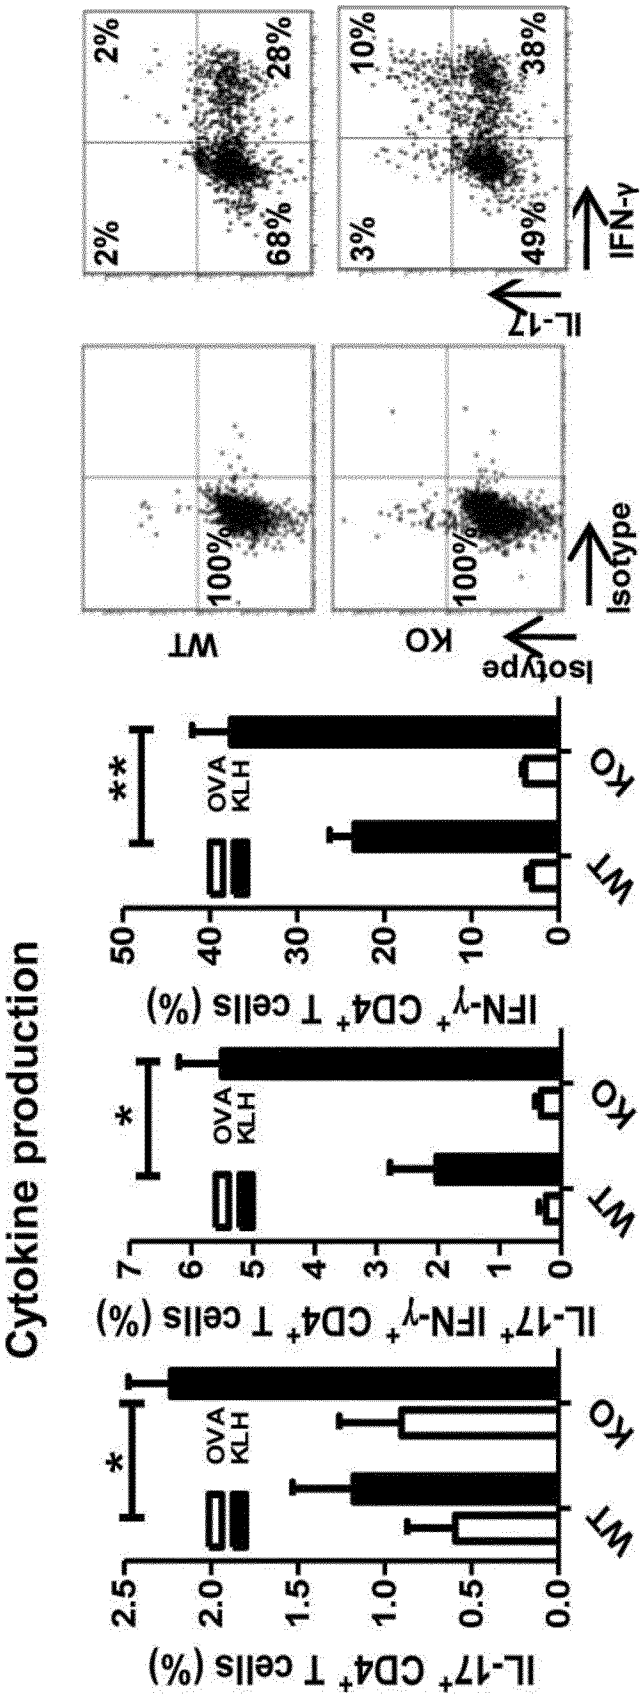 Cytokine production
IL-17⁺ CD4⁺ T cells (%)
2.5
2.0
1.5
1.0
0.5
0.0
*
OVA
KLH
WT
KO
IL-17⁺ IFN-γ⁺ CD4⁺ T cells (%)
7
6
5
4
3
2
1
0
*
OVA
KLH
WT
KO
IFN-γ⁺ CD4⁺ T cells (%)
50
40
30
20
10
0
**
OVA
KLH
WT
KO
WT
100%
KO
100%
Isotype
Isotype
2%
2%
68%
28%
3%
10%
49%
38%
IL-17
IFN-γ